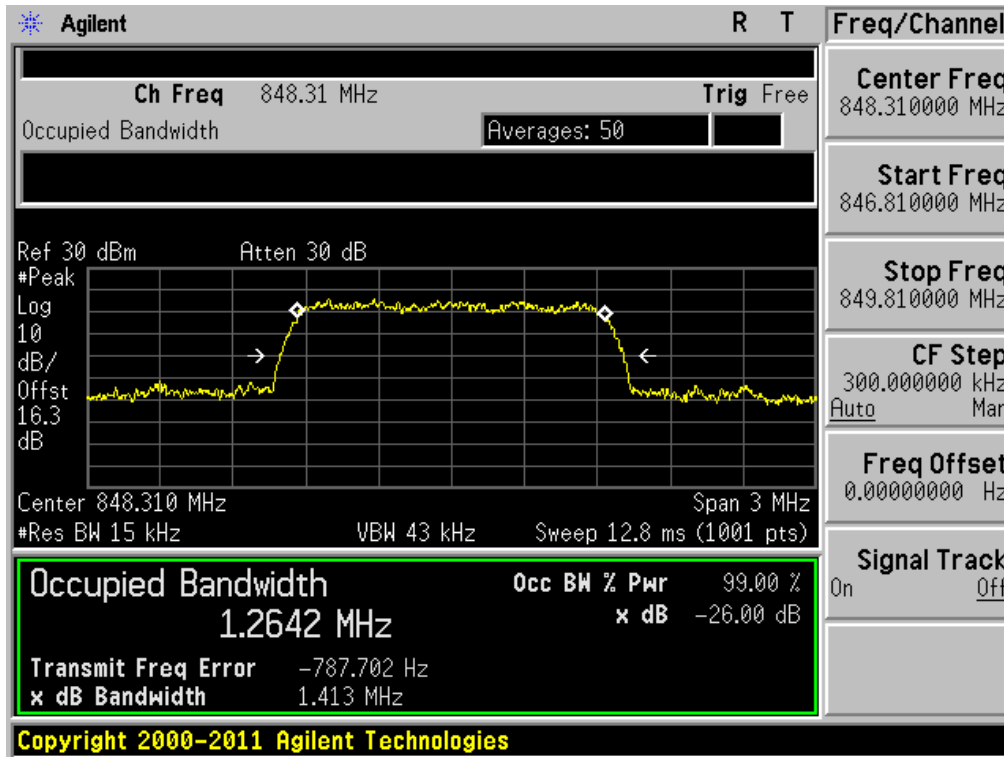 Agilent R T
Ch Freq 848.31 MHz Trig Free
Occupied Bandwidth Averages: 50
Ref 30 dBm Atten 30 dB
#Peak
Log
10
dB/
Offst
16.3
dB
Center 848.310 MHz Span 3 MHz
#Res BW 15 kHz VBW 43 kHz Sweep 12.8 ms (1001 pts)
Occupied Bandwidth Occ BW % Pwr 99.00 %
1.2642 MHz x dB -26.00 dB
Transmit Freq Error -787.702 Hz
x dB Bandwidth 1.413 MHz
Copyright 2000-2011 Agilent Technologies
Freq/Channel
Center Freq
848.310000 MHz
Start Freq
846.810000 MHz
Stop Freq
849.810000 MHz
CF Step
300.000000 kHz
Auto Man
Freq Offset
0.00000000 Hz
Signal Track
On Off